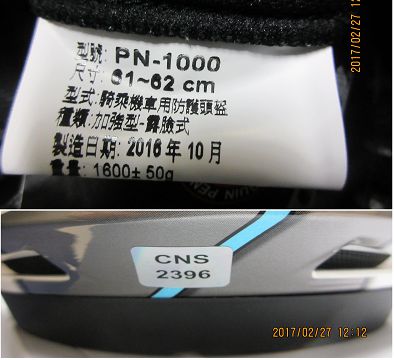 2017/02/27
型號: PN-1000
尺寸: 61~62 cm
型式: 騎乘機車用防護頭盔
種類: 加強型-露臉式
製造日期: 2016 年 10 月
重量: 1600± 50g
CNS
2396
2017/02/27 12:12